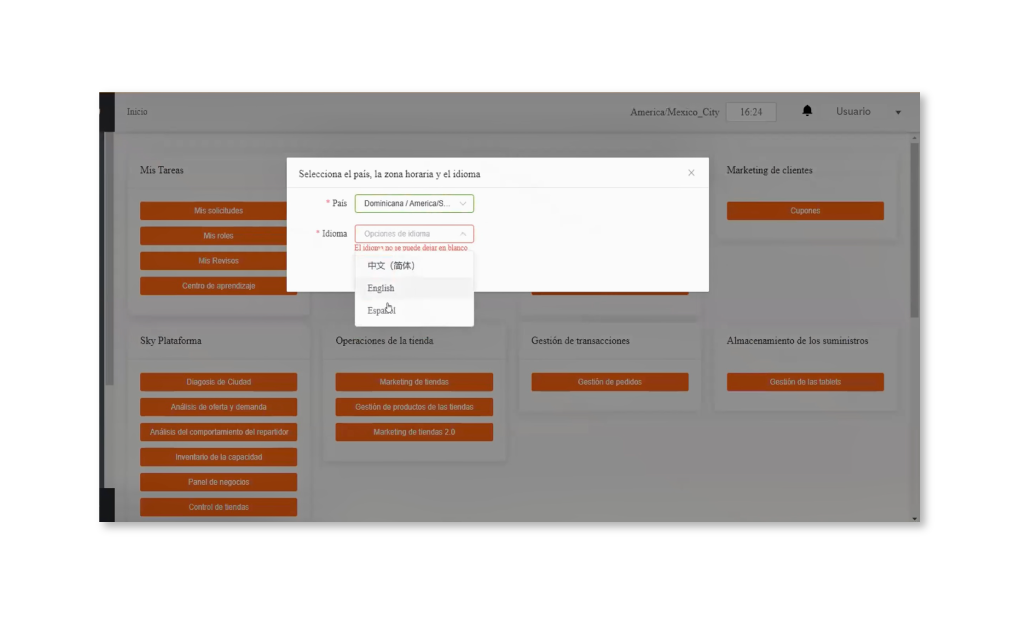 Inicio
America/Mexico_City
16:24
Usuario
Selecciona el país, la zona horaria y el idioma
* País
Dominicana / America/S...
* Idioma
Opciones de idioma
El idioma no se puede dejar en blanco
中文（简体）
English
Español
Mis Tareas
Mis solicitudes
Mis roles
Mis Revisos
Centro de aprendizaje
Marketing de clientes
Cupones
Sky Plataforma
Diagosis de Ciudad
Análisis de oferta y demanda
Análisis del comportamiento del repartidor
Inventario de la capacidad
Panel de negocios
Control de tiendas
Operaciones de la tienda
Marketing de tiendas
Gestión de productos de las tiendas
Marketing de tiendas 2.0
Gestión de transacciones
Gestión de pedidos
Almacenamiento de los suministros
Gestión de las tablets